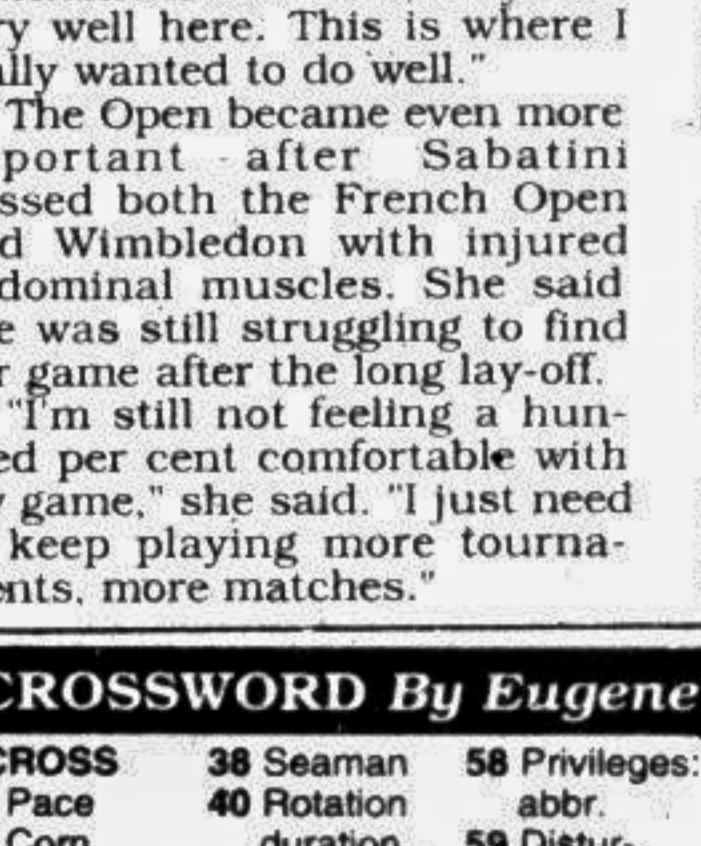 ry well here. This is where I
ally wanted to do well."
The Open became even more
portant after Sabatini
ssed both the French Open
d Wimbledon with injured
dominal muscles. She said
e was still struggling to find
r game after the long lay-off.
"I'm still not feeling a hun-
ed per cent comfortable with
y game," she said. "I just need
keep playing more tourna-
ents, more matches."
CROSSWORD By Eugene
CROSS
Pace
Corn
38 Seaman
40 Rotation
duration
58 Privileges:
abbr.
59 Distur-